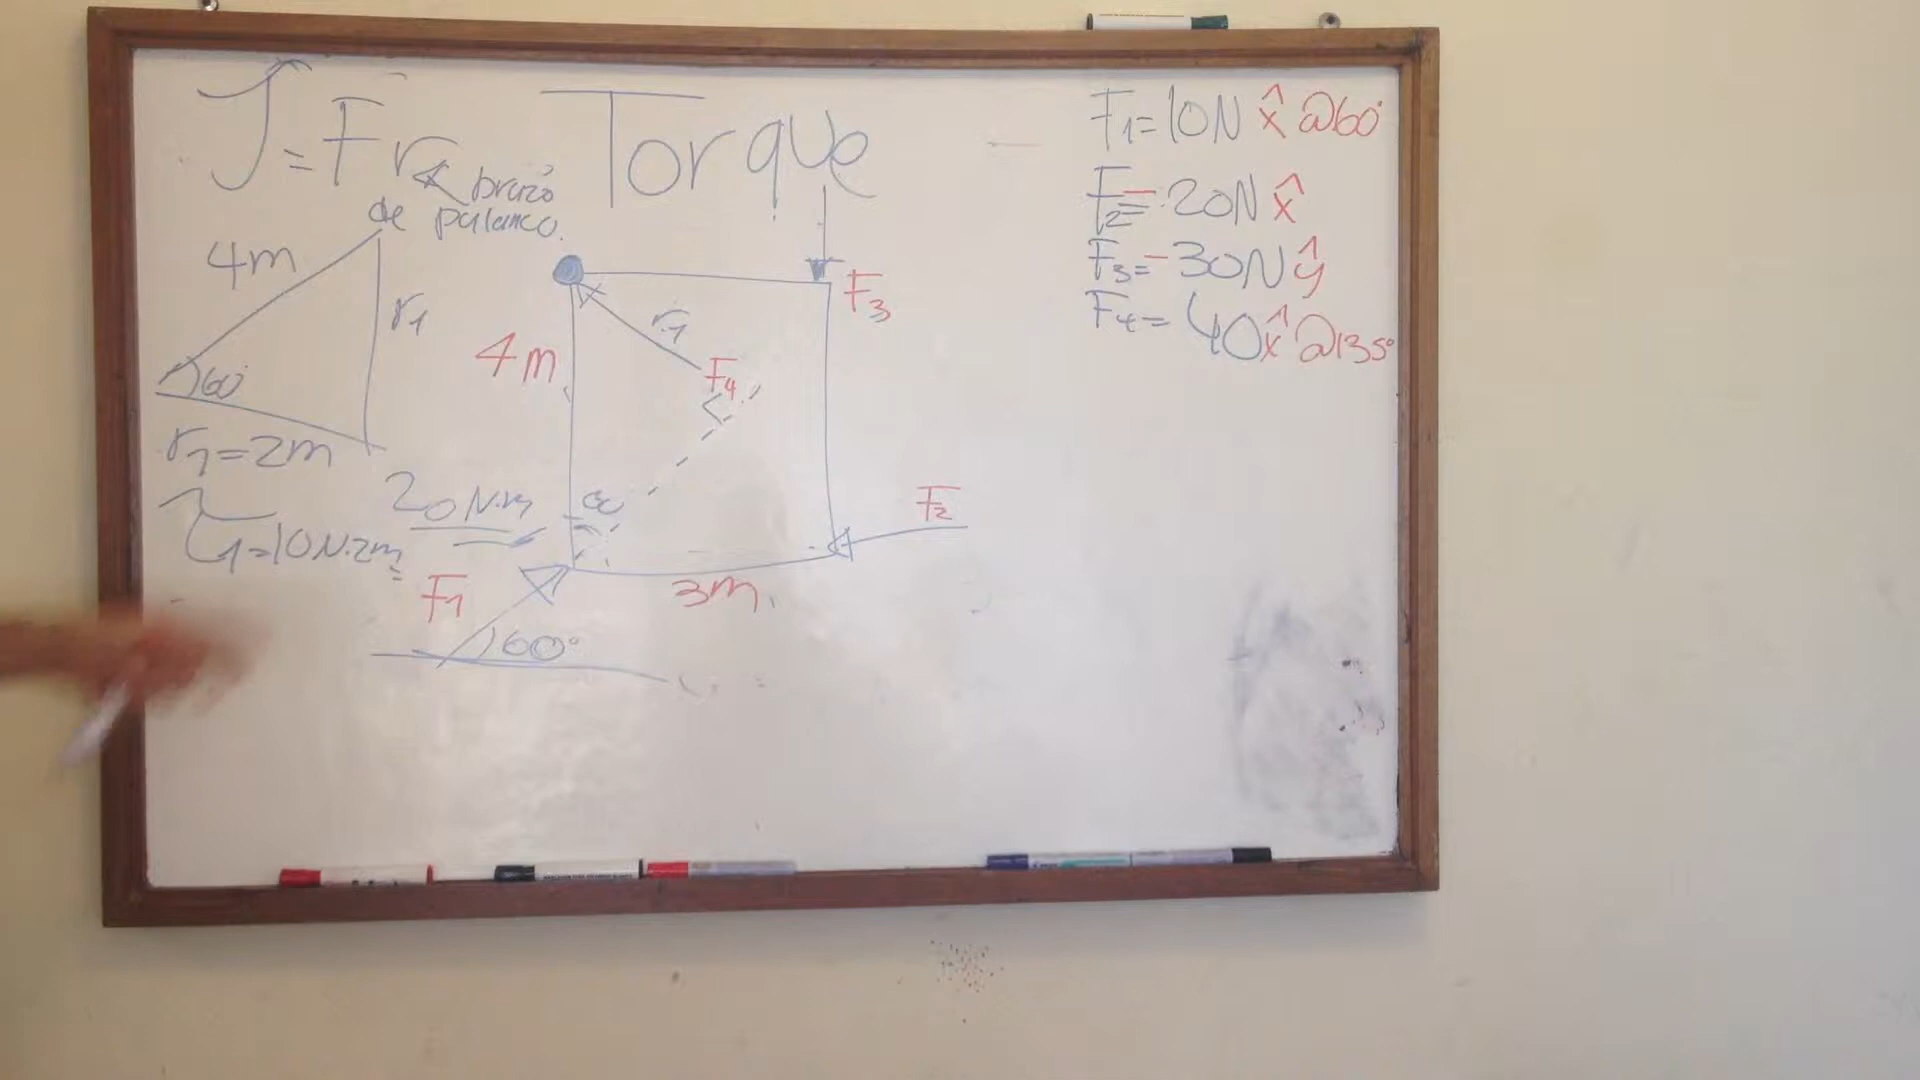 τ = F r
brazo
de palanca.
Torque
4m
r1
60°
r1 = 2m
20 N.m
τ1 = 10N.2m
F3
r1
4m
F4
F2
F1
3m
60°
F1 = 10N x̂ @60°
F2 = -20N x̂
F3 = -30N ŷ
F4 = 40 x̂ @135°